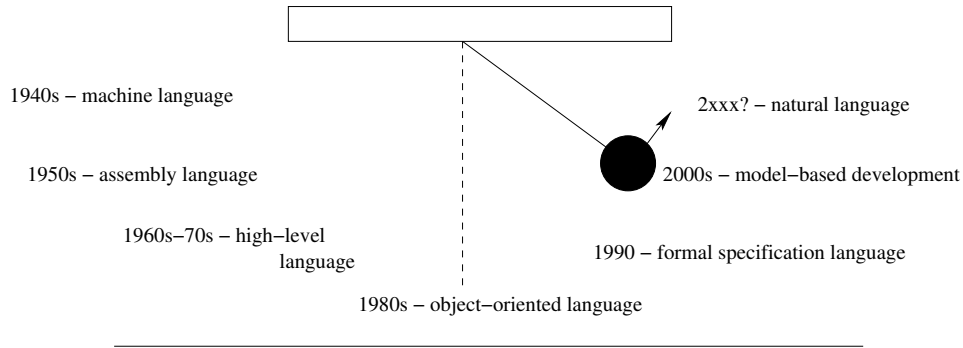 1940s − machine language
2xxx? − natural language
1950s − assembly language
2000s − model−based development
1960s−70s − high−level
language
1990 − formal specification language
1980s − object−oriented language